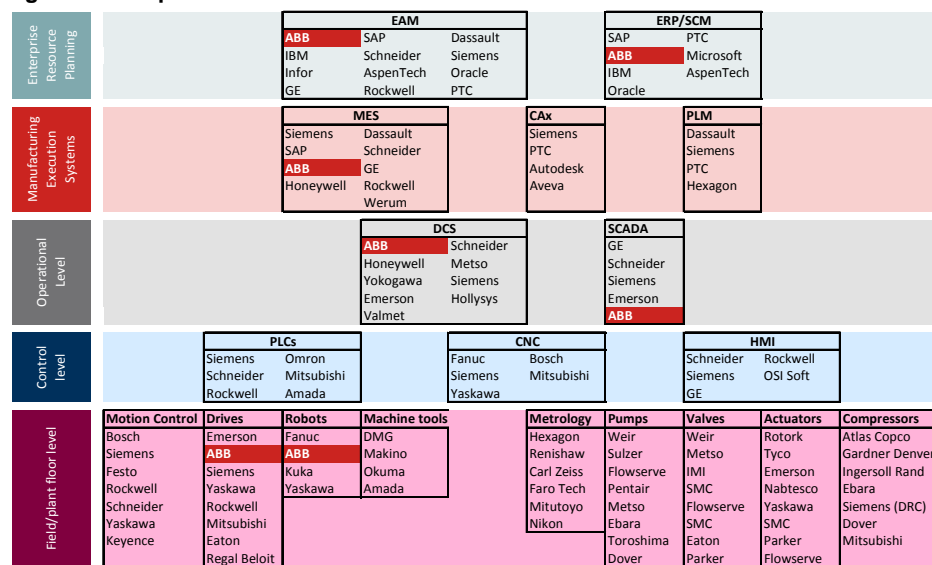 Enterprise
Resource
Planning
EAM
ABB SAP Dassault
IBM Schneider Siemens
Infor AspenTech Oracle
GE Rockwell PTC
ERP/SCM
SAP PTC
ABB Microsoft
IBM AspenTech
Oracle
Manufacturing
Execution
Systems
MES
Siemens Dassault
SAP Schneider
ABB GE
Honeywell Rockwell
Werum
CAx
Siemens
PTC
Autodesk
Aveva
PLM
Dassault
Siemens
PTC
Hexagon
Operational
Level
DCS
ABB Schneider
Honeywell Metso
Yokogawa Siemens
Emerson Hollysys
Valmet
SCADA
GE
Schneider
Siemens
Emerson
ABB
Control
level
PLCs
Siemens Omron
Schneider Mitsubishi
Rockwell Amada
CNC
Fanuc Bosch
Siemens Mitsubishi
Yaskawa
HMI
Schneider Rockwell
Siemens OSI Soft
GE
Field/plant floor level
Motion Control
Bosch
Siemens
Festo
Rockwell
Schneider
Yaskawa
Keyence
Drives
Emerson
ABB
Siemens
Yaskawa
Rockwell
Mitsubishi
Eaton
Regal Beloit
Robots
Fanuc
ABB
Kuka
Yaskawa
Machine tools
DMG
Makino
Okuma
Amada
Metrology
Hexagon
Renishaw
Carl Zeiss
Faro Tech
Mitutoyo
Nikon
Pumps
Weir
Sulzer
Flowserve
Pentair
Metso
Ebara
Toroshima
Dover
Valves
Weir
Metso
IMI
SMC
Flowserve
SMC
Eaton
Parker
Actuators
Rotork
Tyco
Emerson
Nabtesco
Yaskawa
SMC
Parker
Flowserve
Compressors
Atlas Copco
Gardner Denver
Ingersoll Rand
Ebara
Siemens (DRC)
Dover
Mitsubishi